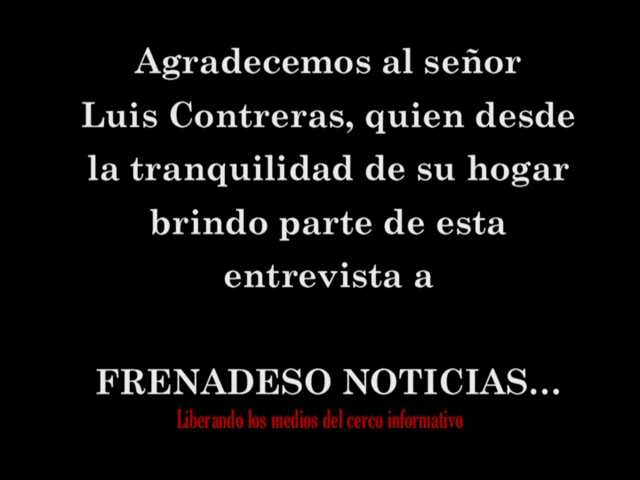 Agradecemos al señor
Luis Contreras, quien desde
la tranquilidad de su hogar
brindo parte de esta
entrevista a
FRENADESO NOTICIAS...
Liberando los medios del cerco informativo